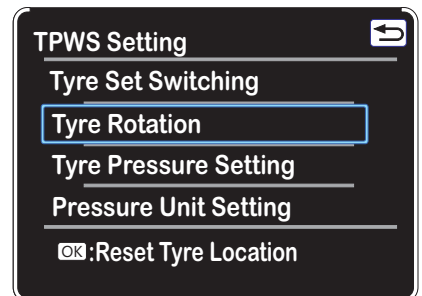 TPWS Setting
Tyre Set Switching
Tyre Rotation
Tyre Pressure Setting
Pressure Unit Setting
OK:Reset Tyre Location